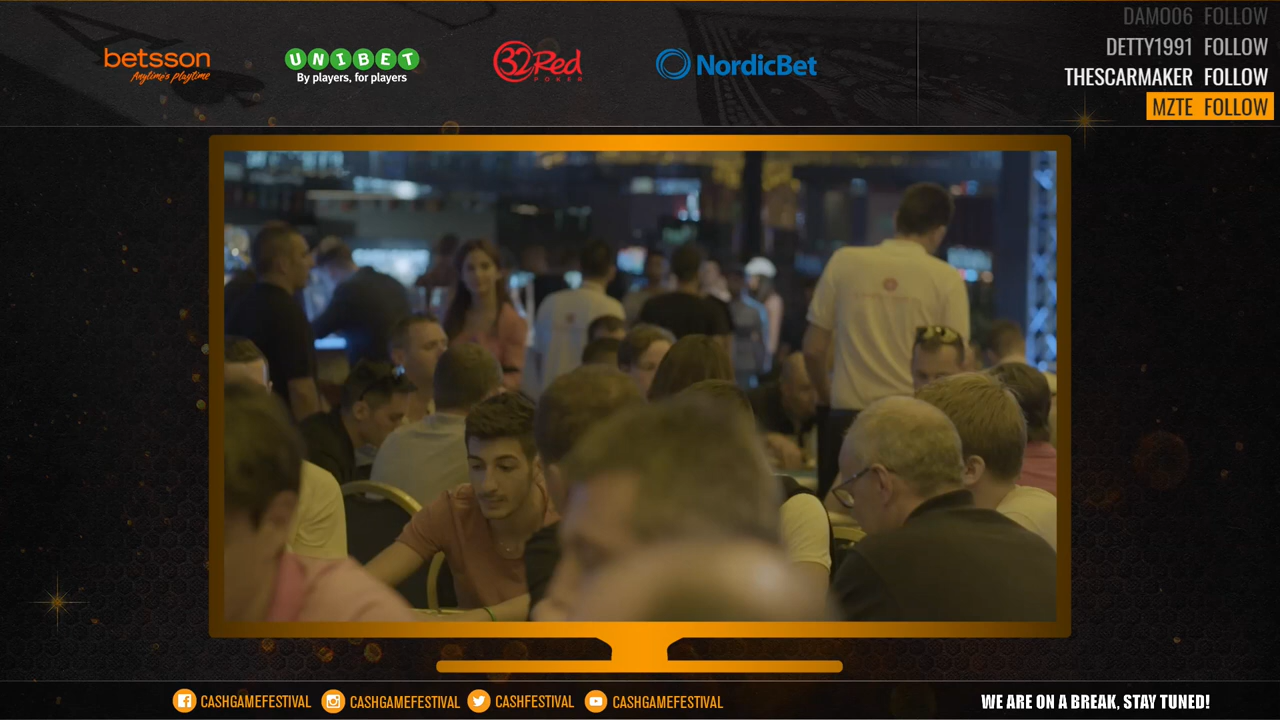 betsson
Anytime's playtime
UNIBET
By players, for players
32Red
POKER
NordicBet
DAMO06 FOLLOW
DETTY1991 FOLLOW
THESCARMAKER FOLLOW
MZTE FOLLOW
CASHGAMEFESTIVAL
CASHGAMEFESTIVAL
CASHFESTIVAL
CASHGAMEFESTIVAL
WE ARE ON A BREAK, STAY TUNED!